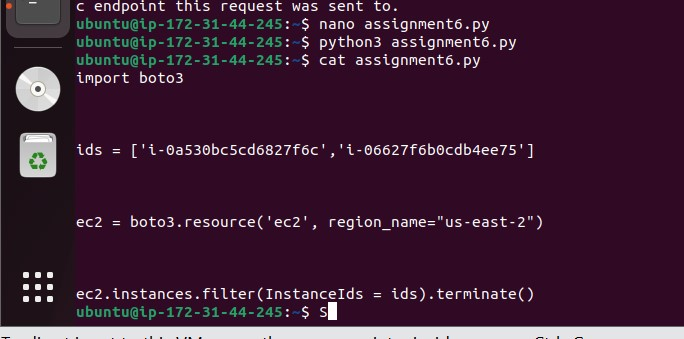 c endpoint this request was sent to.
ubuntu@ip-172-31-44-245:~$ nano assignment6.py
ubuntu@ip-172-31-44-245:~$ python3 assignment6.py
ubuntu@ip-172-31-44-245:~$ cat assignment6.py
import boto3
ids = ['i-0a530bc5cd6827f6c','i-06627f6b0cdb4ee75']
ec2 = boto3.resource('ec2', region_name="us-east-2")
ec2.instances.filter(InstanceIds = ids).terminate()
ubuntu@ip-172-31-44-245:~$ S